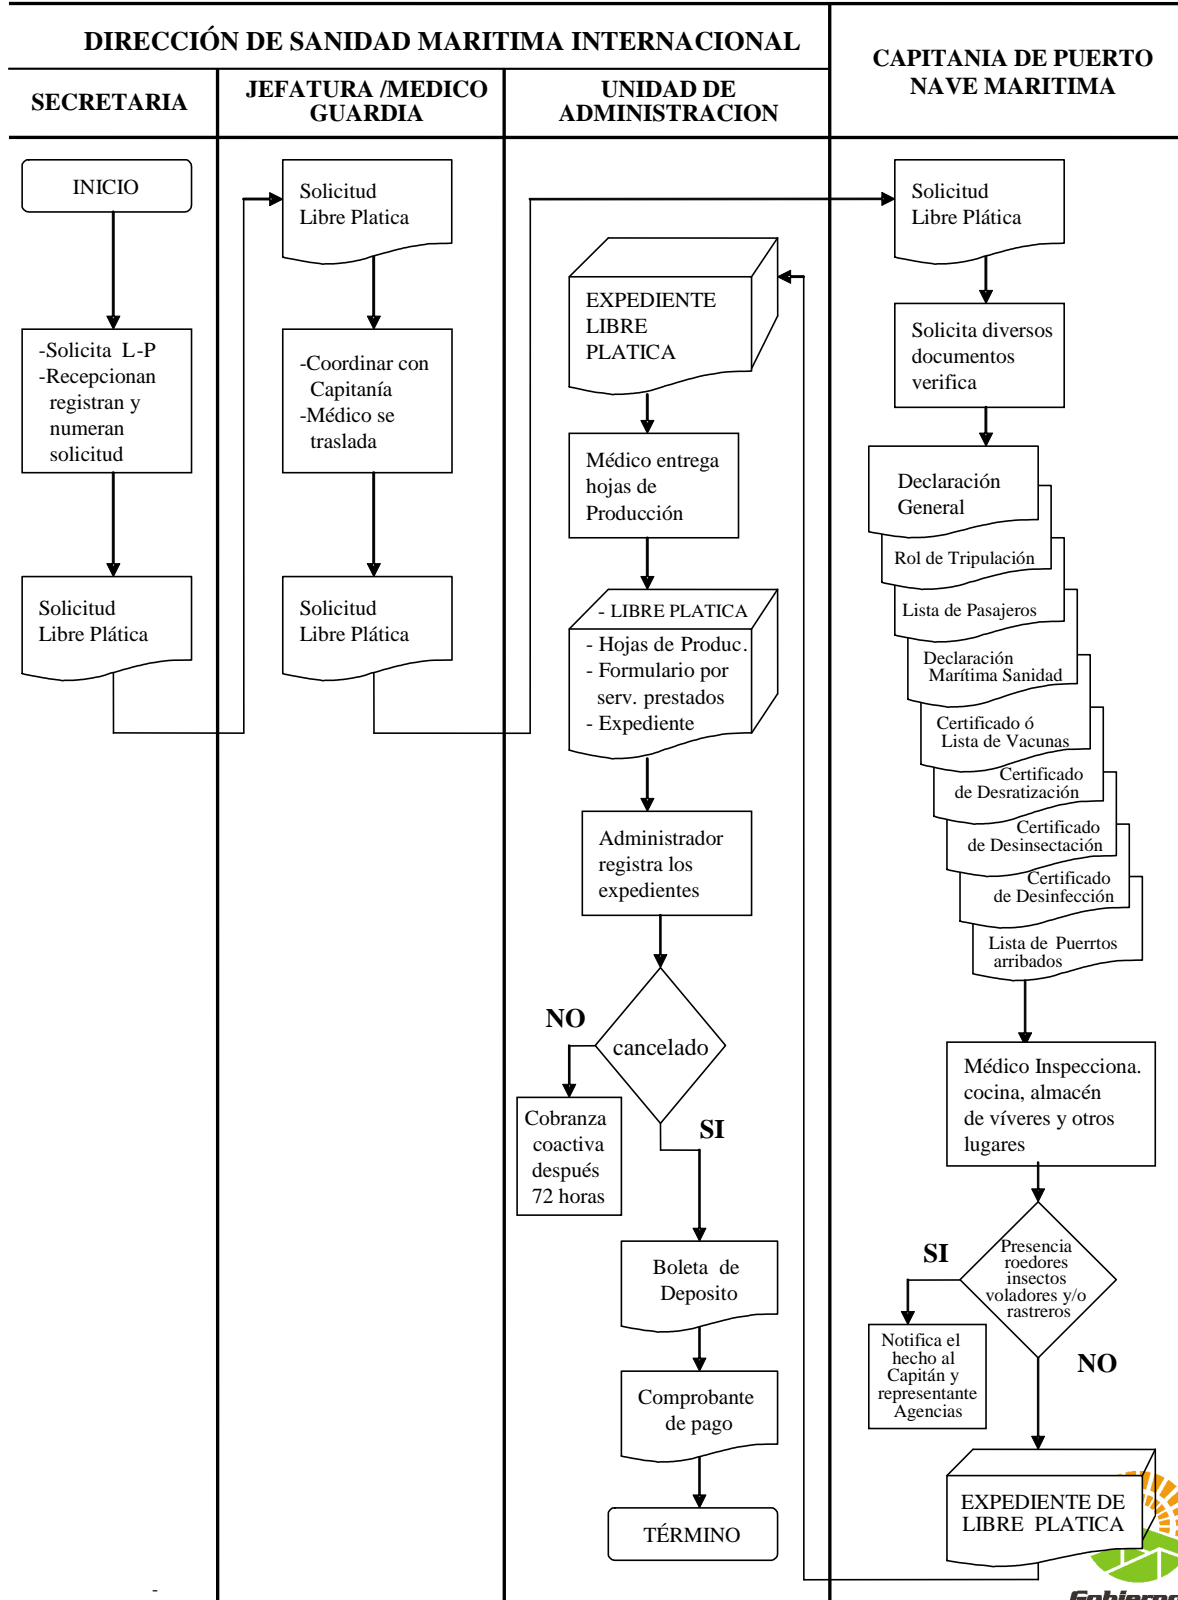 DIRECCIÓN DE SANIDAD MARITIMA INTERNACIONAL
CAPITANIA DE PUERTO
NAVE MARITIMA
SECRETARIA
JEFATURA /MEDICO
GUARDIA
UNIDAD DE
ADMINISTRACION
INICIO
-Solicita L-P
-Recepcionan
registran y
numeran
solicitud
Solicitud
Libre Plática
Solicitud
Libre Platica
-Coordinar con
Capitanía
-Médico se
traslada
Solicitud
Libre Plática
EXPEDIENTE
LIBRE
PLATICA
Médico entrega
hojas de
Producción
- LIBRE PLATICA
- Hojas de Produc.
- Formulario por
serv. prestados
- Expediente
Administrador
registra los
expedientes
cancelado
NO
Cobranza
coactiva
después
72 horas
SI
Boleta de
Deposito
Comprobante
de pago
TÉRMINO
Solicitud
Libre Plática
Solicita diversos
documentos
verifica
Declaración
General
Rol de Tripulación
Lista de Pasajeros
Declaración
Marítima Sanidad
Certificado ó
Lista de Vacunas
Certificado
de Desratización
Certificado
de Desinsectación
Certificado
de Desinfección
Lista de Puerrtos
arribados
Médico Inspecciona.
cocina, almacén
de víveres y otros
lugares
Presencia
roedores
insectos
voladores y/o
rastreros
SI
Notifica el
hecho al
Capitán y
representante
Agencias
NO
EXPEDIENTE DE
LIBRE PLATICA
-